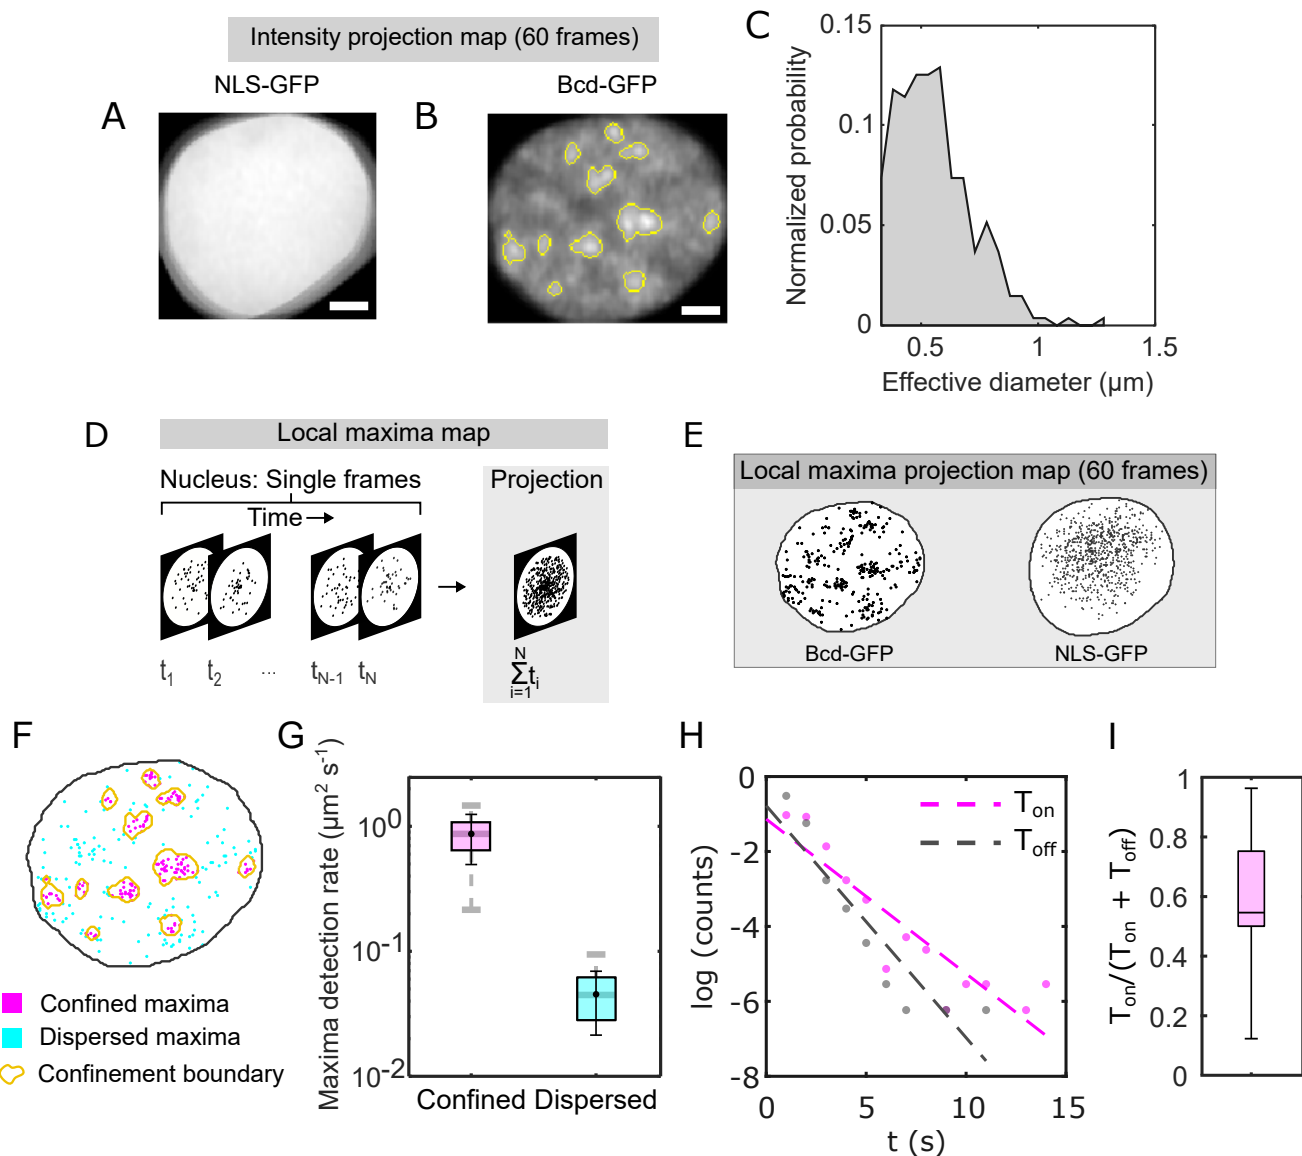 Intensity projection map (60 frames)
NLS-GFP
Bcd-GFP
A
B
C
0.15
0.1
0.05
0
0.5
1
1.5
Normalized probability
Effective diameter (µm)
D
Local maxima map
Nucleus: Single frames
Time
Projection
t1
t2
...
tN-1
tN
N
Σti
i=1
E
Local maxima projection map (60 frames)
Bcd-GFP
NLS-GFP
F
Confined maxima
Dispersed maxima
Confinement boundary
G
Maxima detection rate (µm² s⁻¹)
10⁰
10⁻¹
10⁻²
Confined Dispersed
H
log (counts)
0
-2
-4
-6
-8
0
5
10
15
t (s)
Ton
Toff
I
Ton/(Ton + Toff)
1
0.8
0.6
0.4
0.2
0